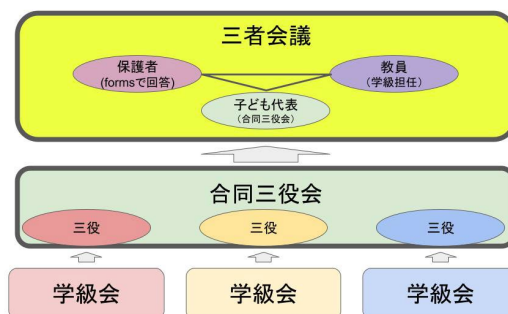 三者会議
保護者
(formsで回答)
教員
(学級担任)
子ども代表
(合同三役会)
合同三役会
三役
三役
三役
学級会
学級会
学級会